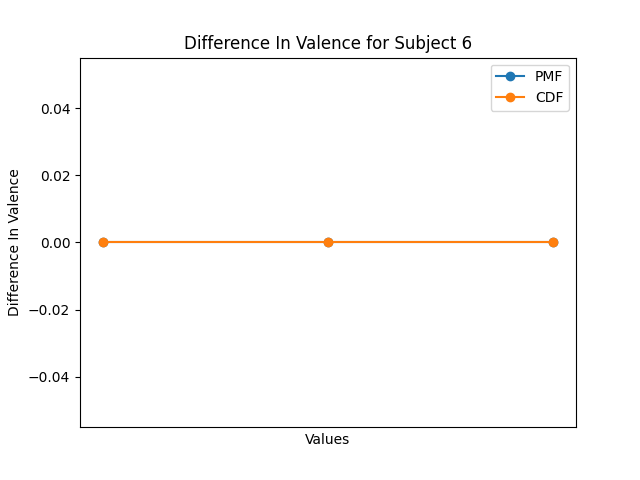 Difference In Valence for Subject 6
PMF
CDF
0.04
0.02
0.00
−0.02
−0.04
Difference In Valence
Values